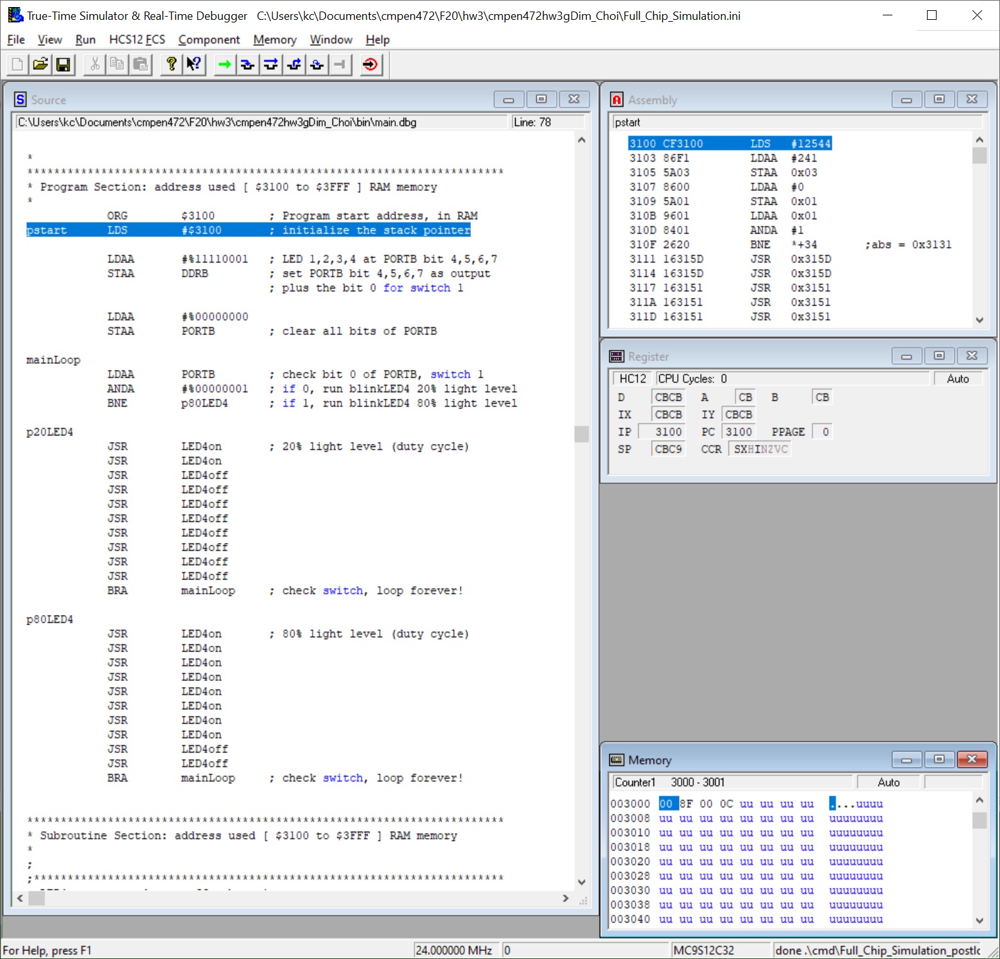 True-Time Simulator & Real-Time Debugger   C:\Users\kc\Documents\cmpen472\F20\hw3\cmpen472hw3gDim_Choi\Full_Chip_Simulation.ini
File View Run HCS12 FCS Component Memory Window Help
Source
C:\Users\kc\Documents\cmpen472\F20\hw3\cmpen472hw3gDim_Choi\bin\main.dbg Line: 78
*
***********************************************************************
* Program Section: address used [ $3100 to $3FFF ] RAM memory
*
            ORG        $3100       ; Program start address, in RAM
pstart      LDS        #$3100      ; initialize the stack pointer
            LDAA       #%11110001  ; LED 1,2,3,4 at PORTB bit 4,5,6,7
            STAA       DDRB        ; set PORTB bit 4,5,6,7 as output
                                   ; plus the bit 0 for switch 1
            LDAA       #%00000000
            STAA       PORTB       ; clear all bits of PORTB
mainLoop
            LDAA       PORTB       ; check bit 0 of PORTB, switch 1
            ANDA       #%00000001  ; if 0, run blinkLED4 20% light level
            BNE        p80LED4     ; if 1, run blinkLED4 80% light level
p20LED4
            JSR        LED4on      ; 20% light level (duty cycle)
            JSR        LED4on
            JSR        LED4off
            JSR        LED4off
            JSR        LED4off
            JSR        LED4off
            JSR        LED4off
            JSR        LED4off
            JSR        LED4off
            JSR        LED4off
            BRA        mainLoop    ; check switch, loop forever!
p80LED4
            JSR        LED4on      ; 80% light level (duty cycle)
            JSR        LED4on
            JSR        LED4on
            JSR        LED4on
            JSR        LED4on
            JSR        LED4on
            JSR        LED4on
            JSR        LED4on
            JSR        LED4off
            JSR        LED4off
            BRA        mainLoop    ; check switch, loop forever!
***********************************************************************
* Subroutine Section: address used [ $3100 to $3FFF ] RAM memory
*
;
;**********************************************************************
Assembly
pstart
3100 CF3100 LDS #12544
3103 86F1 LDAA #241
3105 5A03 STAA 0x03
3107 8600 LDAA #0
3109 5A01 STAA 0x01
310B 9601 LDAA 0x01
310D 8401 ANDA #1
310F 2620 BNE *+34 ;abs = 0x3131
3111 16315D JSR 0x315D
3114 16315D JSR 0x315D
3117 163151 JSR 0x3151
311A 163151 JSR 0x3151
311D 163151 JSR 0x3151
Register
HC12 CPU Cycles: 0 Auto
D CBCB A CB B CB
IX CBCB IY CBCB
IP 3100 PC 3100 PPAGE 0
SP CBC9 CCR SXHINZVC
Memory
Counter1 3000 - 3001 Auto
003000 00 8F 00 0C uu uu uu uu ....uuuu
003008 uu uu uu uu uu uu uu uu uuuuuuuu
003010 uu uu uu uu uu uu uu uu uuuuuuuu
003018 uu uu uu uu uu uu uu uu uuuuuuuu
003020 uu uu uu uu uu uu uu uu uuuuuuuu
003028 uu uu uu uu uu uu uu uu uuuuuuuu
003030 uu uu uu uu uu uu uu uu uuuuuuuu
003038 uu uu uu uu uu uu uu uu uuuuuuuu
003040 uu uu uu uu uu uu uu uu uuuuuuuu
For Help, press F1 24.000000 MHz 0 MC9S12C32 done .\cmd\Full_Chip_Simulation_postlc